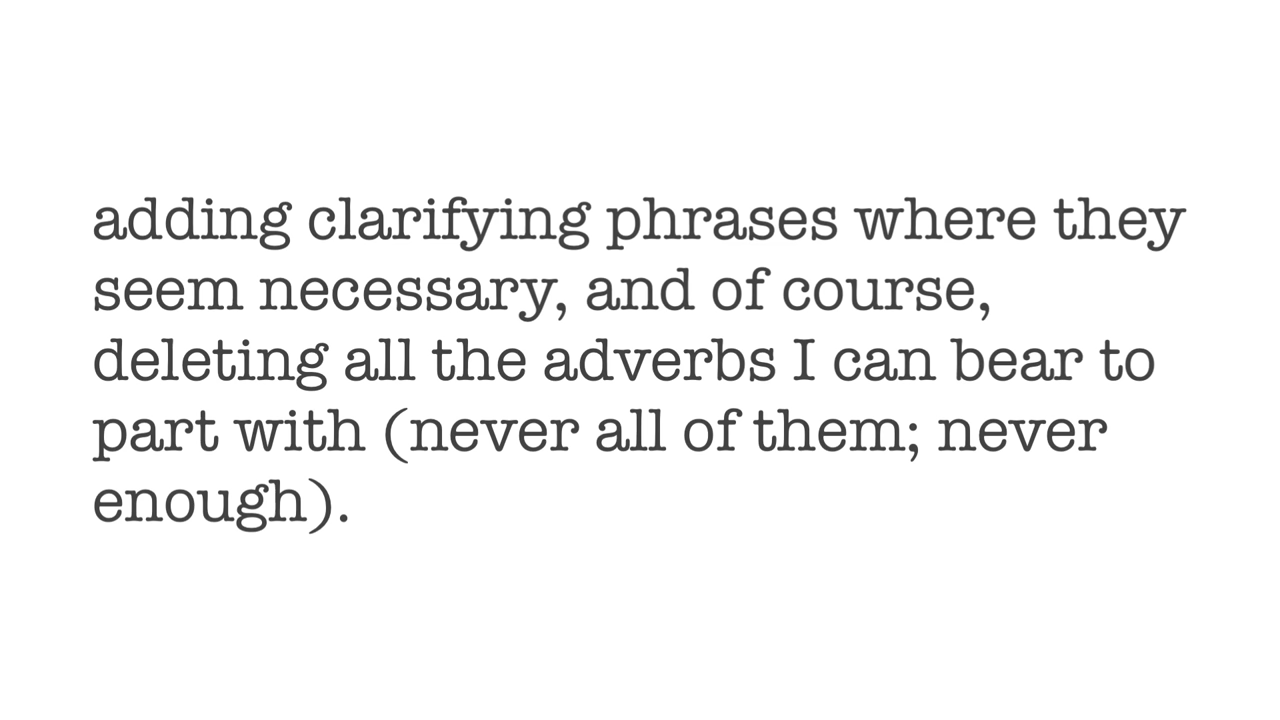 adding clarifying phrases where they
seem necessary, and of course,
deleting all the adverbs I can bear to
part with (never all of them; never
enough).